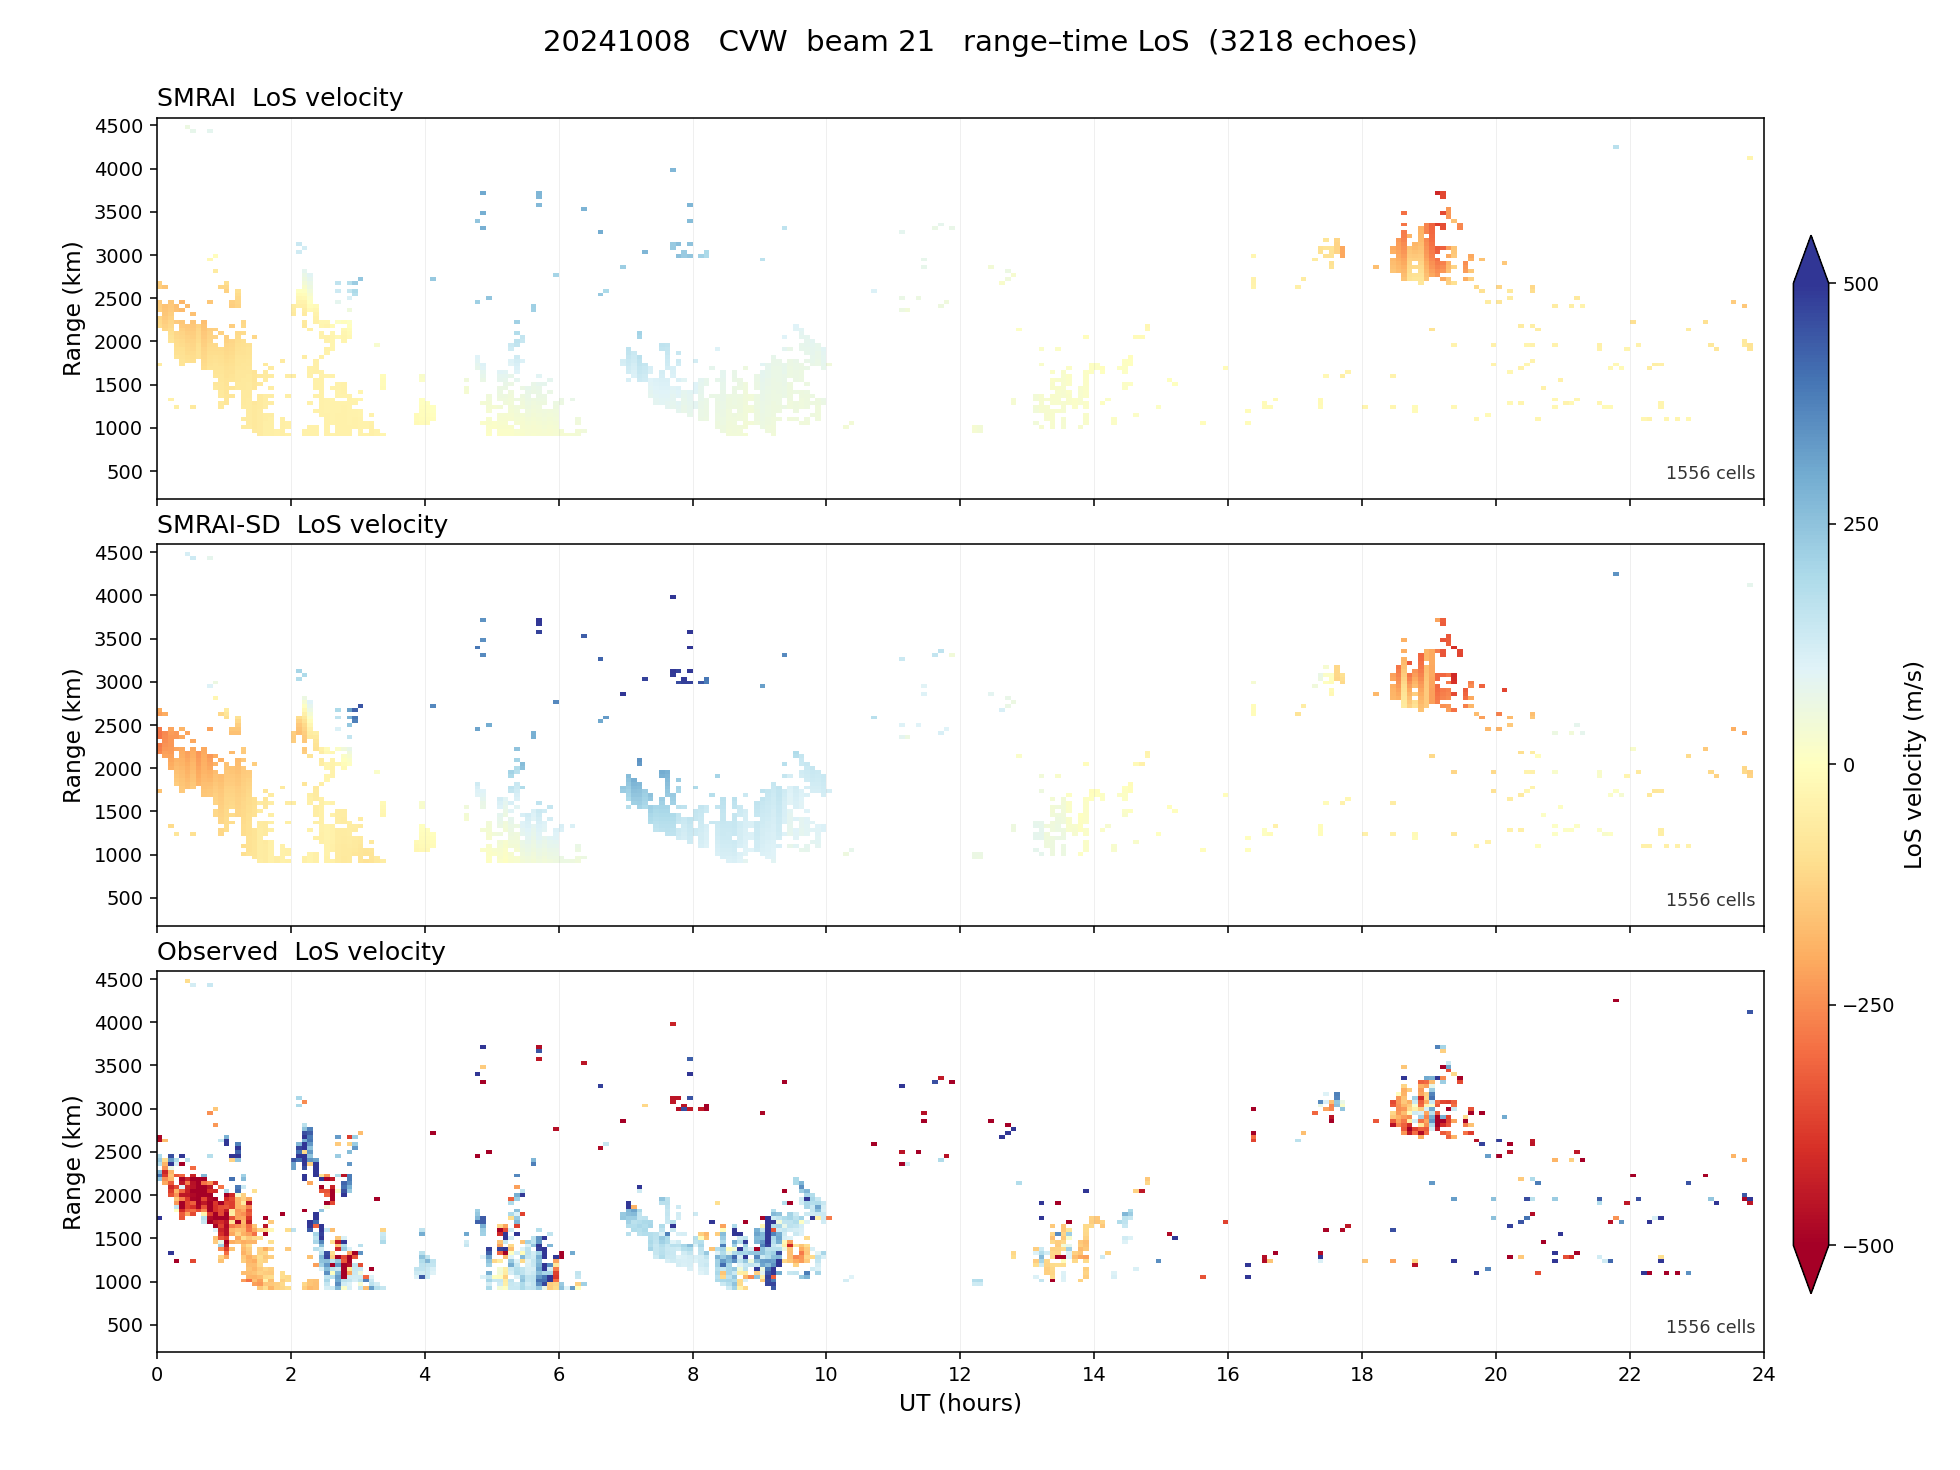 20241008   CVW  beam 21   range–time LoS  (3218 echoes)
SMRAI  LoS velocity
4500
4000
3500
3000
2500
2000
1500
1000
500
Range (km)
1556 cells
SMRAI-SD  LoS velocity
4500
4000
3500
3000
2500
2000
1500
1000
500
Range (km)
1556 cells
Observed  LoS velocity
4500
4000
3500
3000
2500
2000
1500
1000
500
Range (km)
1556 cells
0 2 4 6 8 10 12 14 16 18 20 22 24
UT (hours)
500
250
0
−250
−500
LoS velocity (m/s)